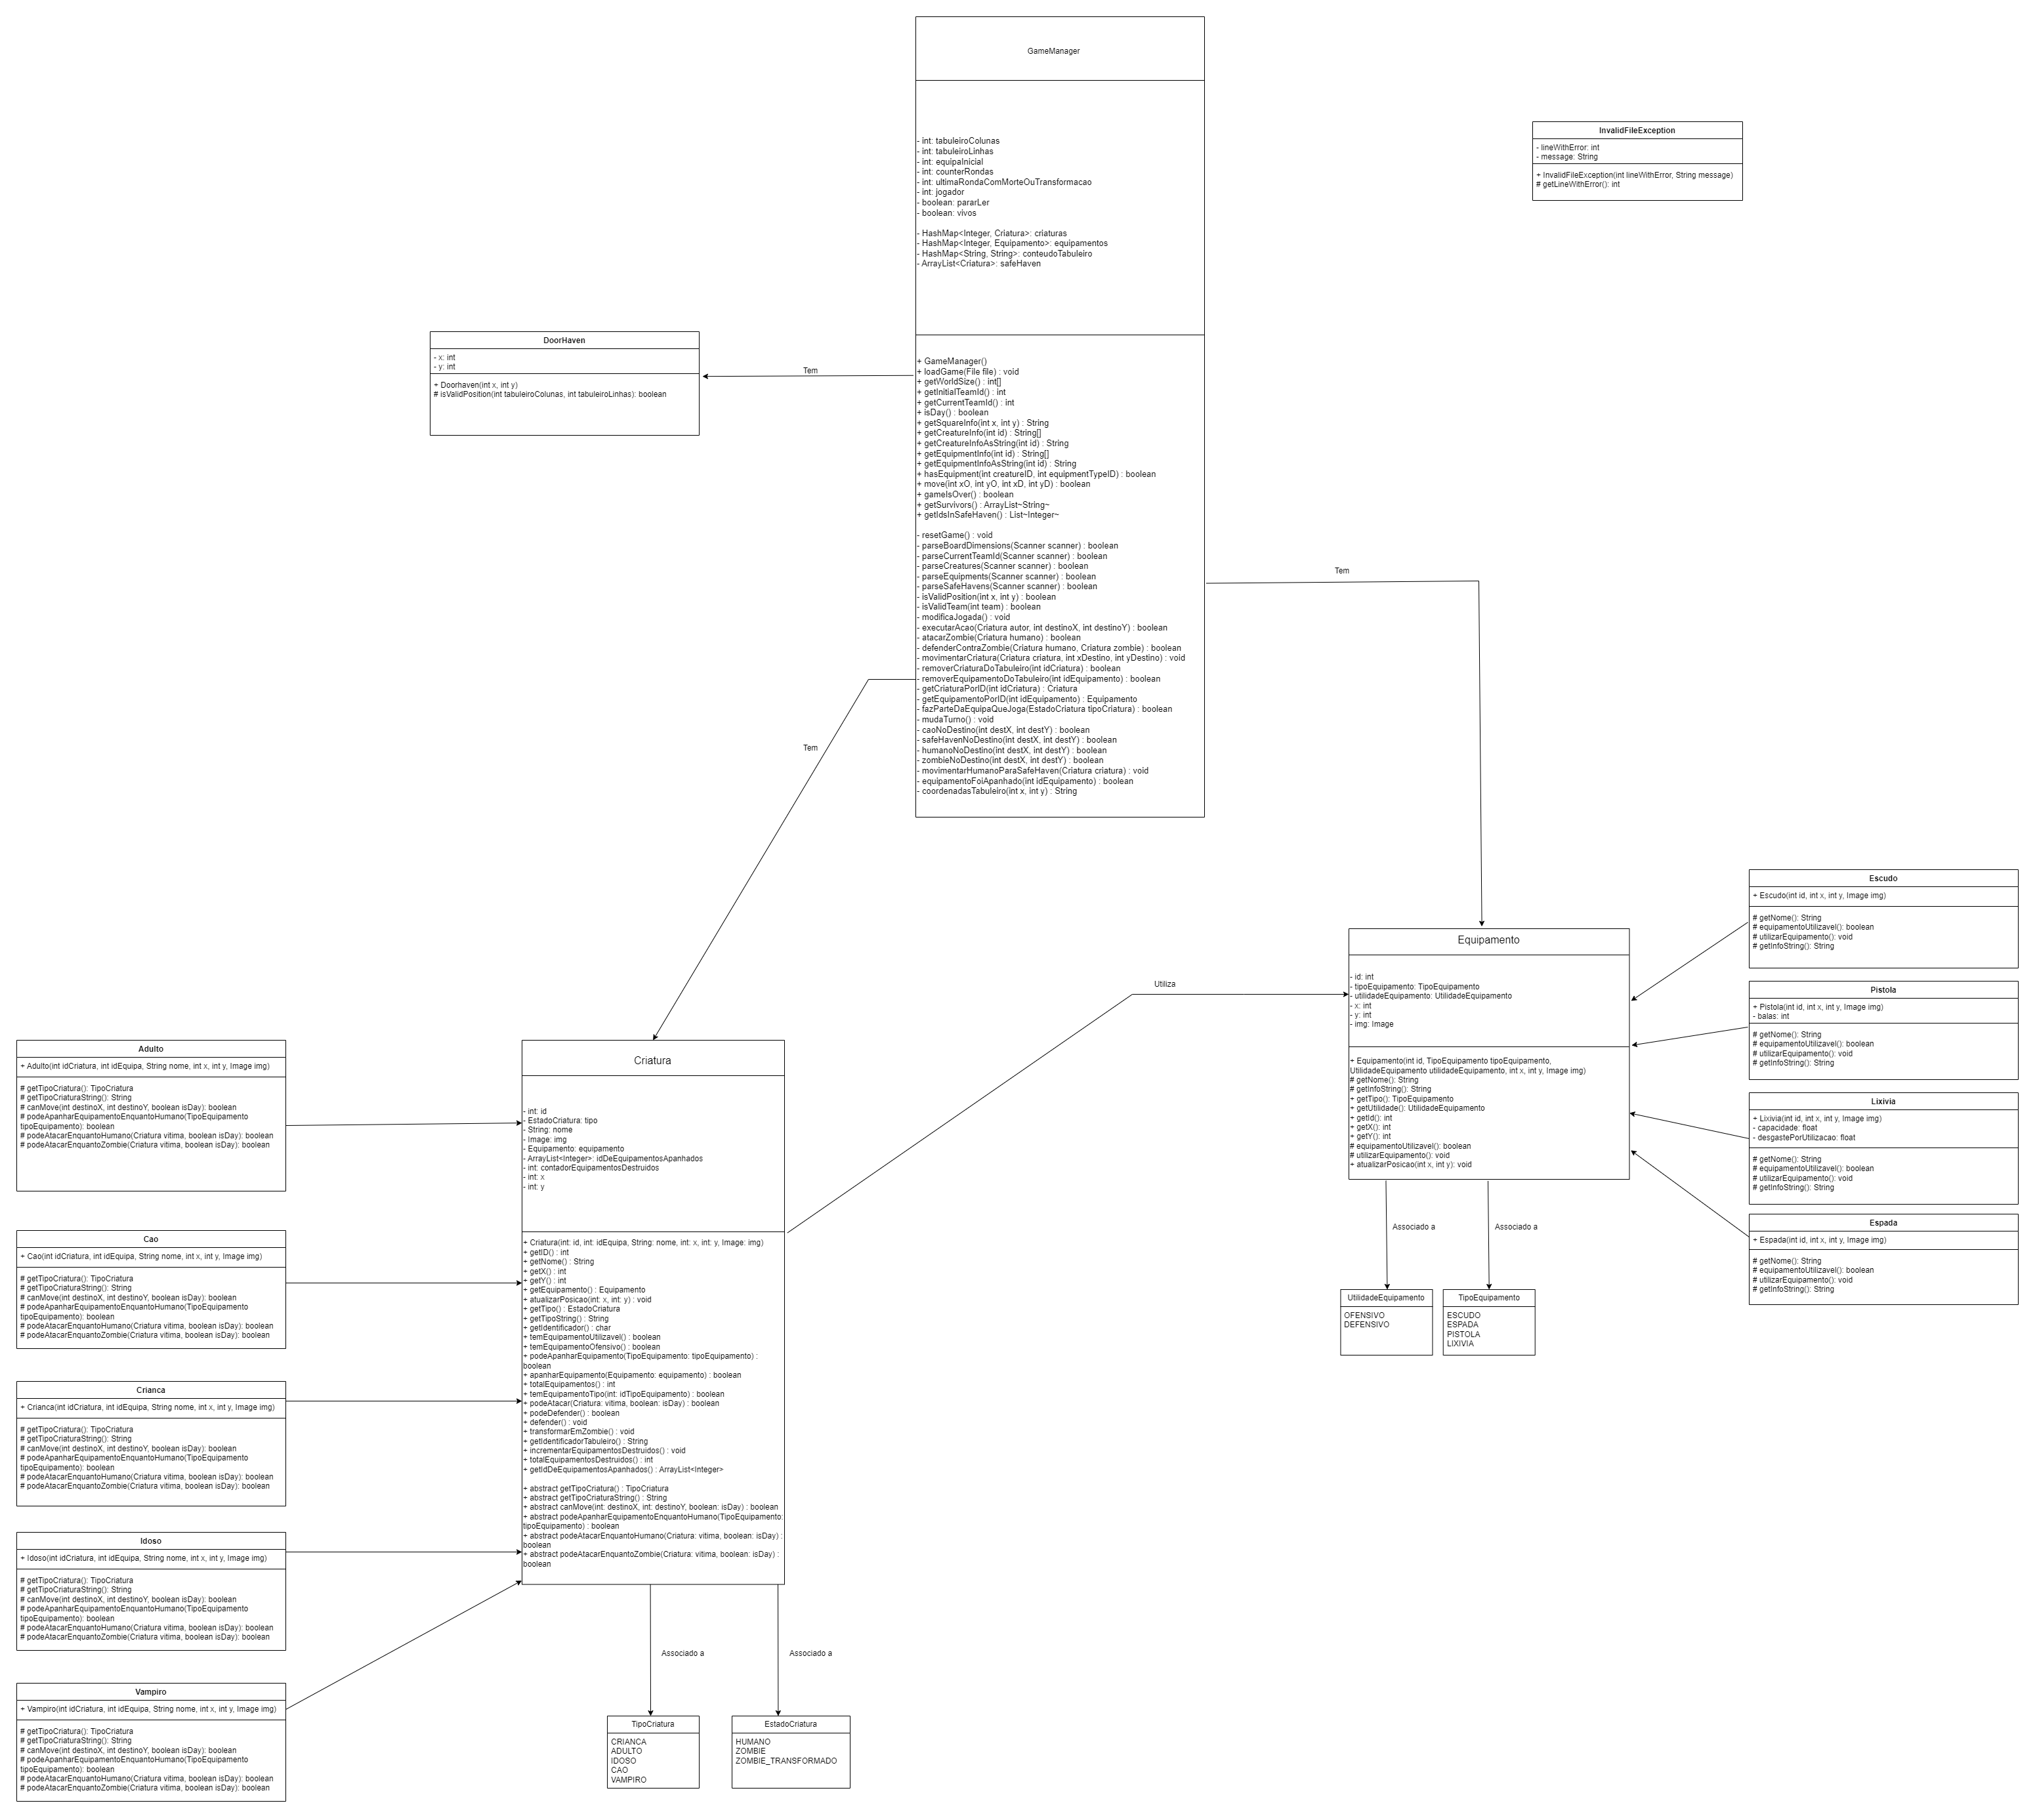 GameManager
- int: tabuleiroColunas
- int: tabuleiroLinhas
- int: equipaInicial
- int: counterRondas
- int: ultimaRondaComMorteOuTransformacao
- int: jogador
- boolean: pararLer
- boolean: vivos
- HashMap<Integer, Criatura>: criaturas
- HashMap<Integer, Equipamento>: equipamentos
- HashMap<String, String>: conteudoTabuleiro
- ArrayList<Criatura>: safeHaven
+ GameManager()
+ loadGame(File file) : void
+ getWorldSize() : int[]
+ getInitialTeamId() : int
+ getCurrentTeamId() : int
+ isDay() : boolean
+ getSquareInfo(int x, int y) : String
+ getCreatureInfo(int id) : String[]
+ getCreatureInfoAsString(int id) : String
+ getEquipmentInfo(int id) : String[]
+ getEquipmentInfoAsString(int id) : String
+ hasEquipment(int creatureID, int equipmentTypeID) : boolean
+ move(int xO, int yO, int xD, int yD) : boolean
+ gameIsOver() : boolean
+ getSurvivors() : ArrayList~String~
+ getIdsInSafeHaven() : List~Integer~
- resetGame() : void
- parseBoardDimensions(Scanner scanner) : boolean
- parseCurrentTeamId(Scanner scanner) : boolean
- parseCreatures(Scanner scanner) : boolean
- parseEquipments(Scanner scanner) : boolean
- parseSafeHavens(Scanner scanner) : boolean
- isValidPosition(int x, int y) : boolean
- isValidTeam(int team) : boolean
- modificaJogada() : void
- executarAcao(Criatura autor, int destinoX, int destinoY) : boolean
- atacarZombie(Criatura humano) : boolean
- defenderContraZombie(Criatura humano, Criatura zombie) : boolean
- movimentarCriatura(Criatura criatura, int xDestino, int yDestino) : void
- removerCriaturaDoTabuleiro(int idCriatura) : boolean
- removerEquipamentoDoTabuleiro(int idEquipamento) : boolean
- getCriaturaPorID(int idCriatura) : Criatura
- getEquipamentoPorID(int idEquipamento) : Equipamento
- fazParteDaEquipaQueJoga(EstadoCriatura tipoCriatura) : boolean
- mudaTurno() : void
- caoNoDestino(int destX, int destY) : boolean
- safeHavenNoDestino(int destX, int destY) : boolean
- humanoNoDestino(int destX, int destY) : boolean
- zombieNoDestino(int destX, int destY) : boolean
- movimentarHumanoParaSafeHaven(Criatura criatura) : void
- equipamentoFoiApanhado(int idEquipamento) : boolean
- coordenadasTabuleiro(int x, int y) : String
InvalidFileException
- lineWithError: int
- message: String
+ InvalidFileException(int lineWithError, String message)
# getLineWithError(): int
DoorHaven
- x: int
- y: int
+ Doorhaven(int x, int y)
# isValidPosition(int tabuleiroColunas, int tabuleiroLinhas): boolean
Tem
Tem
Tem
Utiliza
Equipamento
- id: int
- tipoEquipamento: TipoEquipamento
- utilidadeEquipamento: UtilidadeEquipamento
- x: int
- y: int
- img: Image
+ Equipamento(int id, TipoEquipamento tipoEquipamento,
UtilidadeEquipamento utilidadeEquipamento, int x, int y, Image img)
# getNome(): String
# getInfoString(): String
+ getTipo(): TipoEquipamento
+ getUtilidade(): UtilidadeEquipamento
+ getId(): int
+ getX(): int
+ getY(): int
# equipamentoUtilizavel(): boolean
# utilizarEquipamento(): void
+ atualizarPosicao(int x, int y): void
Associado a
Associado a
UtilidadeEquipamento
OFENSIVO
DEFENSIVO
TipoEquipamento
ESCUDO
ESPADA
PISTOLA
LIXIVIA
Escudo
+ Escudo(int id, int x, int y, Image img)
# getNome(): String
# equipamentoUtilizavel(): boolean
# utilizarEquipamento(): void
# getInfoString(): String
Pistola
+ Pistola(int id, int x, int y, Image img)
- balas: int
# getNome(): String
# equipamentoUtilizavel(): boolean
# utilizarEquipamento(): void
# getInfoString(): String
Lixivia
+ Lixivia(int id, int x, int y, Image img)
- capacidade: float
- desgastePorUtilizacao: float
# getNome(): String
# equipamentoUtilizavel(): boolean
# utilizarEquipamento(): void
# getInfoString(): String
Espada
+ Espada(int id, int x, int y, Image img)
# getNome(): String
# equipamentoUtilizavel(): boolean
# utilizarEquipamento(): void
# getInfoString(): String
Criatura
- int: id
- EstadoCriatura: tipo
- String: nome
- Image: img
- Equipamento: equipamento
- ArrayList<Integer>: idDeEquipamentosApanhados
- int: contadorEquipamentosDestruidos
- int: x
- int: y
+ Criatura(int: id, int: idEquipa, String: nome, int: x, int: y, Image: img)
+ getID() : int
+ getNome() : String
+ getX() : int
+ getY() : int
+ getEquipamento() : Equipamento
+ atualizarPosicao(int: x, int: y) : void
+ getTipo() : EstadoCriatura
+ getTipoString() : String
+ getIdentificador() : char
+ temEquipamentoUtilizavel() : boolean
+ temEquipamentoOfensivo() : boolean
+ podeApanharEquipamento(TipoEquipamento: tipoEquipamento) :
boolean
+ apanharEquipamento(Equipamento: equipamento) : boolean
+ totalEquipamentos() : int
+ temEquipamentoTipo(int: idTipoEquipamento) : boolean
+ podeAtacar(Criatura: vitima, boolean: isDay) : boolean
+ podeDefender() : boolean
+ defender() : void
+ transformarEmZombie() : void
+ getIdentificadorTabuleiro() : String
+ incrementarEquipamentosDestruidos() : void
+ totalEquipamentosDestruidos() : int
+ getIdDeEquipamentosApanhados() : ArrayList<Integer>
+ abstract getTipoCriatura() : TipoCriatura
+ abstract getTipoCriaturaString() : String
+ abstract canMove(int: destinoX, int: destinoY, boolean: isDay) : boolean
+ abstract podeApanharEquipamentoEnquantoHumano(TipoEquipamento:
tipoEquipamento) : boolean
+ abstract podeAtacarEnquantoHumano(Criatura: vitima, boolean: isDay) :
boolean
+ abstract podeAtacarEnquantoZombie(Criatura: vitima, boolean: isDay) :
boolean
Associado a
Associado a
TipoCriatura
CRIANCA
ADULTO
IDOSO
CAO
VAMPIRO
EstadoCriatura
HUMANO
ZOMBIE
ZOMBIE_TRANSFORMADO
Adulto
+ Adulto(int idCriatura, int idEquipa, String nome, int x, int y, Image img)
# getTipoCriatura(): TipoCriatura
# getTipoCriaturaString(): String
# canMove(int destinoX, int destinoY, boolean isDay): boolean
# podeApanharEquipamentoEnquantoHumano(TipoEquipamento
tipoEquipamento): boolean
# podeAtacarEnquantoHumano(Criatura vitima, boolean isDay): boolean
# podeAtacarEnquantoZombie(Criatura vitima, boolean isDay): boolean
Cao
+ Cao(int idCriatura, int idEquipa, String nome, int x, int y, Image img)
# getTipoCriatura(): TipoCriatura
# getTipoCriaturaString(): String
# canMove(int destinoX, int destinoY, boolean isDay): boolean
# podeApanharEquipamentoEnquantoHumano(TipoEquipamento
tipoEquipamento): boolean
# podeAtacarEnquantoHumano(Criatura vitima, boolean isDay): boolean
# podeAtacarEnquantoZombie(Criatura vitima, boolean isDay): boolean
Crianca
+ Crianca(int idCriatura, int idEquipa, String nome, int x, int y, Image img)
# getTipoCriatura(): TipoCriatura
# getTipoCriaturaString(): String
# canMove(int destinoX, int destinoY, boolean isDay): boolean
# podeApanharEquipamentoEnquantoHumano(TipoEquipamento
tipoEquipamento): boolean
# podeAtacarEnquantoHumano(Criatura vitima, boolean isDay): boolean
# podeAtacarEnquantoZombie(Criatura vitima, boolean isDay): boolean
Idoso
+ Idoso(int idCriatura, int idEquipa, String nome, int x, int y, Image img)
# getTipoCriatura(): TipoCriatura
# getTipoCriaturaString(): String
# canMove(int destinoX, int destinoY, boolean isDay): boolean
# podeApanharEquipamentoEnquantoHumano(TipoEquipamento
tipoEquipamento): boolean
# podeAtacarEnquantoHumano(Criatura vitima, boolean isDay): boolean
# podeAtacarEnquantoZombie(Criatura vitima, boolean isDay): boolean
Vampiro
+ Vampiro(int idCriatura, int idEquipa, String nome, int x, int y, Image img)
# getTipoCriatura(): TipoCriatura
# getTipoCriaturaString(): String
# canMove(int destinoX, int destinoY, boolean isDay): boolean
# podeApanharEquipamentoEnquantoHumano(TipoEquipamento
tipoEquipamento): boolean
# podeAtacarEnquantoHumano(Criatura vitima, boolean isDay): boolean
# podeAtacarEnquantoZombie(Criatura vitima, boolean isDay): boolean